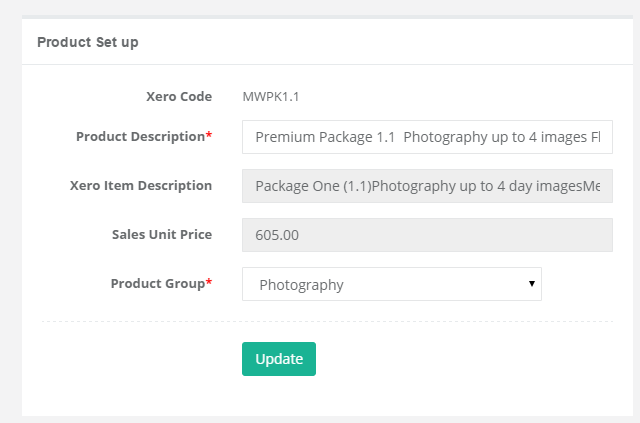 Product Set up
Xero Code MWPK1.1
Product Description* Premium Package 1.1 Photography up to 4 images Fl
Xero Item Description Package One (1.1)Photography up to 4 day imagesMe
Sales Unit Price 605.00
Product Group* Photography
Update